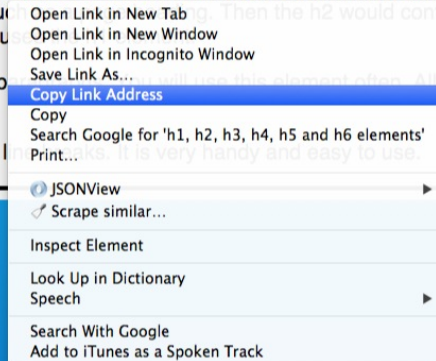 Open Link in New Tab
Open Link in New Window
Open Link in Incognito Window
Save Link As...
Copy Link Address
Copy
Search Google for 'h1, h2, h3, h4, h5 and h6 elements'
Print...
JSONView
Scrape similar...
Inspect Element
Look Up in Dictionary
Speech
Search With Google
Add to iTunes as a Spoken Track